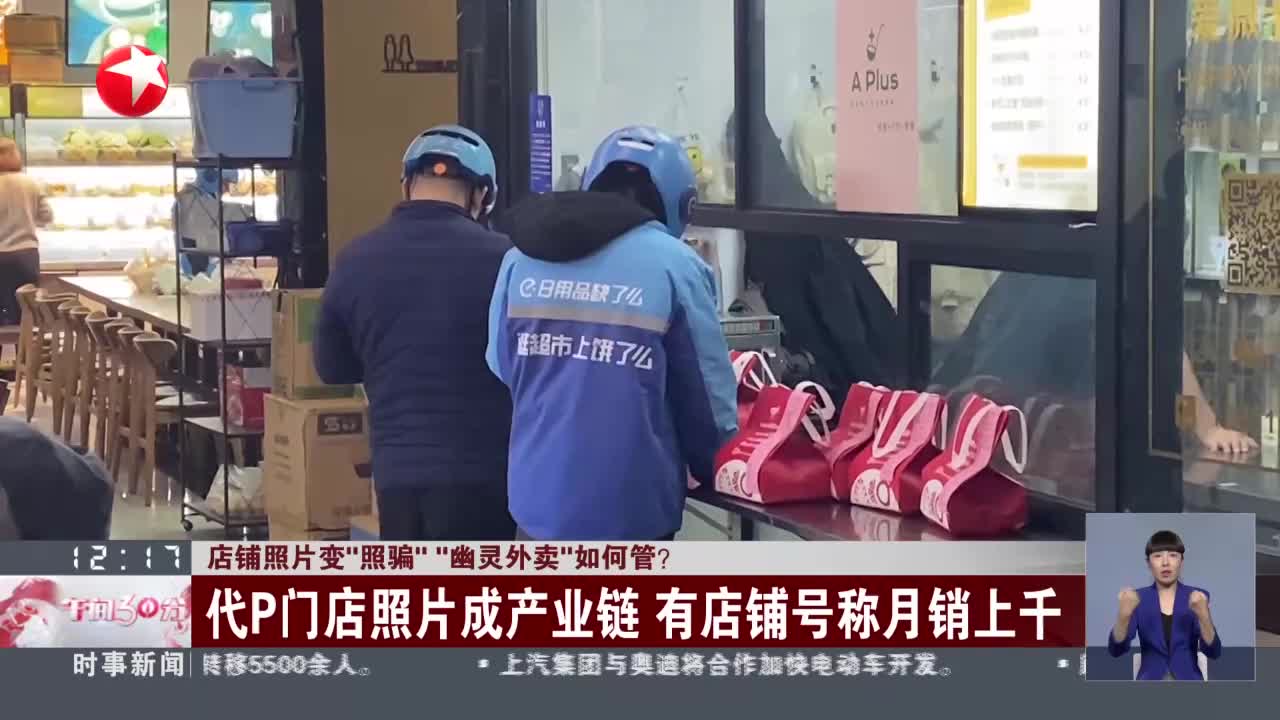 A Plus
日用品缺了么
逛超市上饿了么
12:17
店铺照片变"照骗" "幽灵外卖"如何管?
午间30分
代P门店照片成产业链 有店铺号称月销上千
时事新闻
转移5500余人。
▪上汽集团与奥迪将合作加快电动车开发。